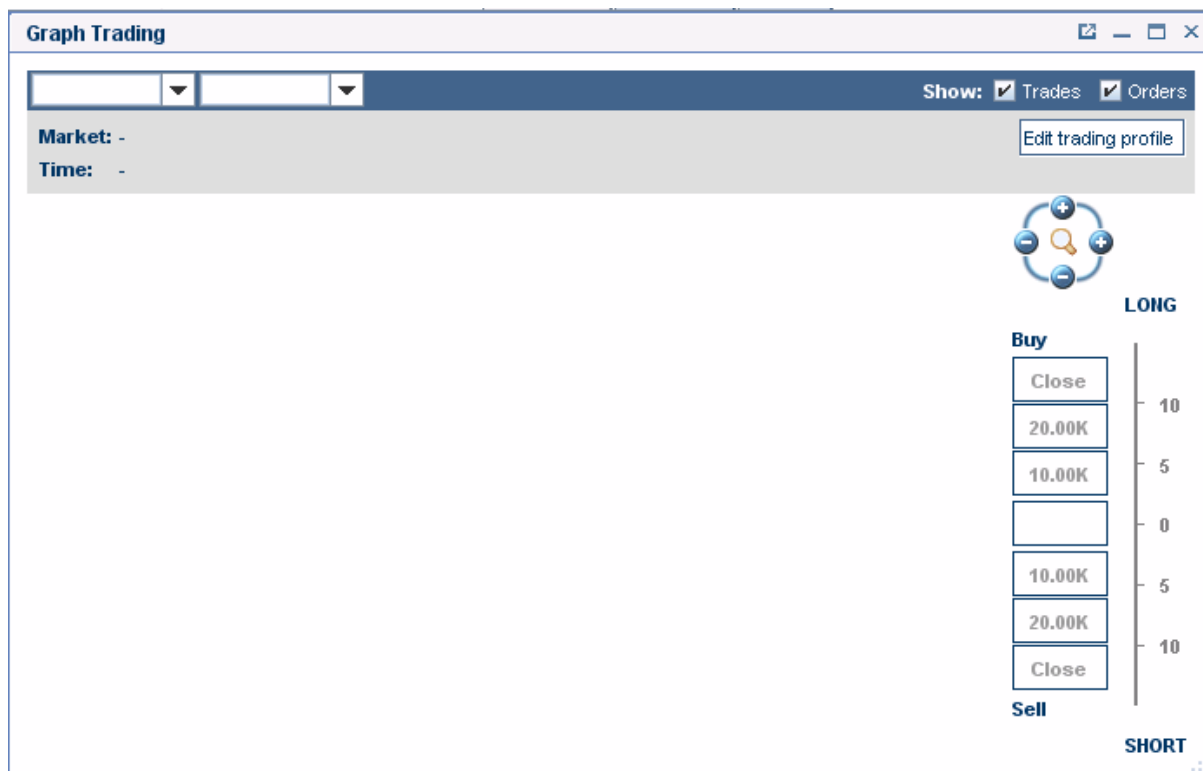 Graph Trading
Show: Trades Orders
Market: -
Edit trading profile
Time: -
LONG
Buy
Close
10
20.00K
5
10.00K
0
10.00K
5
20.00K
10
Close
Sell
SHORT